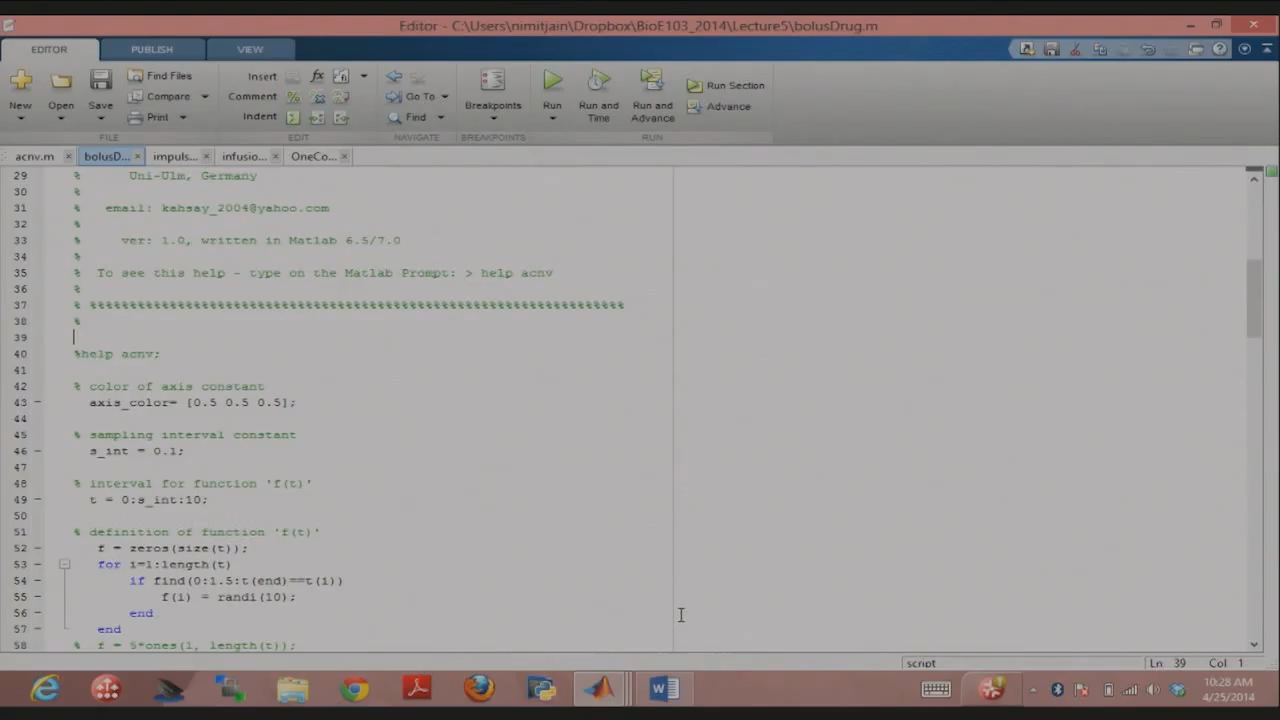 Editor - C:\Users\nimitjain\Dropbox\BioE103_2014\Lecture5\bolusDrug.m
EDITOR PUBLISH VIEW
New Open Save Find Files Compare Print
Insert Comment Indent
Go To Find
Breakpoints
Run Run and Time Run and Advance Run Section Advance
FILE EDIT NAVIGATE BREAKPOINTS RUN
acnv.m bolusD... impuls... infusio... OneCo...
29 % Uni-Ulm, Germany
30 %
31 % email: kahsay_2004@yahoo.com
32 %
33 % ver: 1.0, written in Matlab 6.5/7.0
34 %
35 % To see this help - type on the Matlab Prompt: > help acnv
36 %
37 % %%%%%%%%%%%%%%%%%%%%%%%%%%%%%%%%%%%%%%%%%%%%%%%%%%%%%%%%%%%%%%%%%%%
38 %
39
40 %help acnv;
41
42 % color of axis constant
43 - axis_color= [0.5 0.5 0.5];
44
45 % sampling interval constant
46 - s_int = 0.1;
47
48 % interval for function 'f(t)'
49 - t = 0:s_int:10;
50
51 % definition of function 'f(t)'
52 - f = zeros(size(t));
53 - for i=1:length(t)
54 - if find(0:1.5:t(end)==t(i))
55 - f(i) = randi(10);
56 - end
57 - end
58 % f = 5*ones(1, length(t));
script Ln 39 Col 1
10:28 AM
4/25/2014